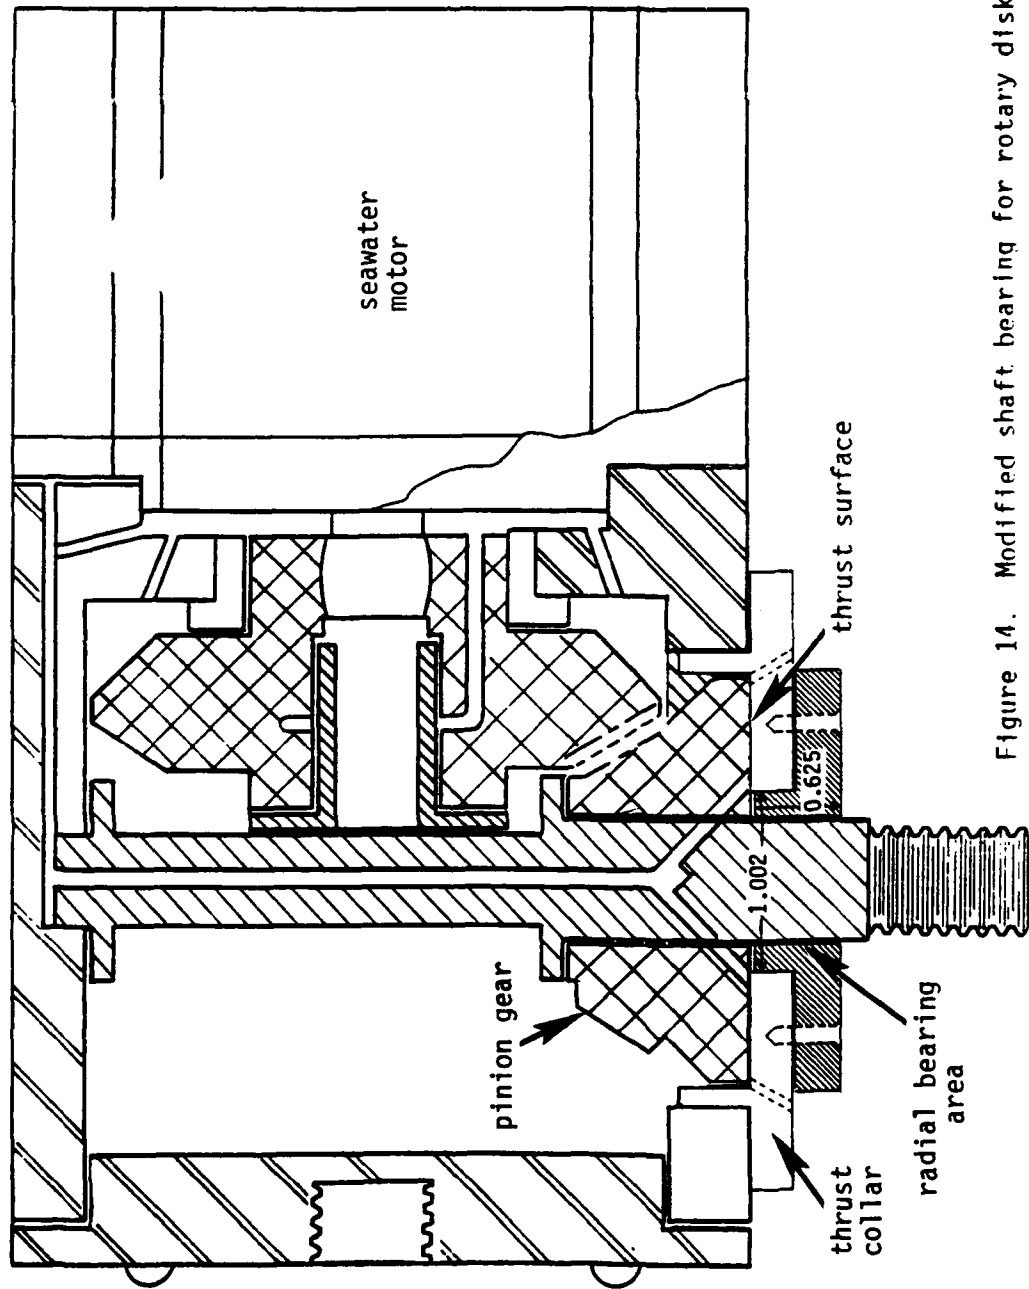 seawater
motor
thrust surface
0.625
1.002
pinion gear
radial bearing
area
thrust
collar
Figure 14. Modified shaft bearing for rotary disk